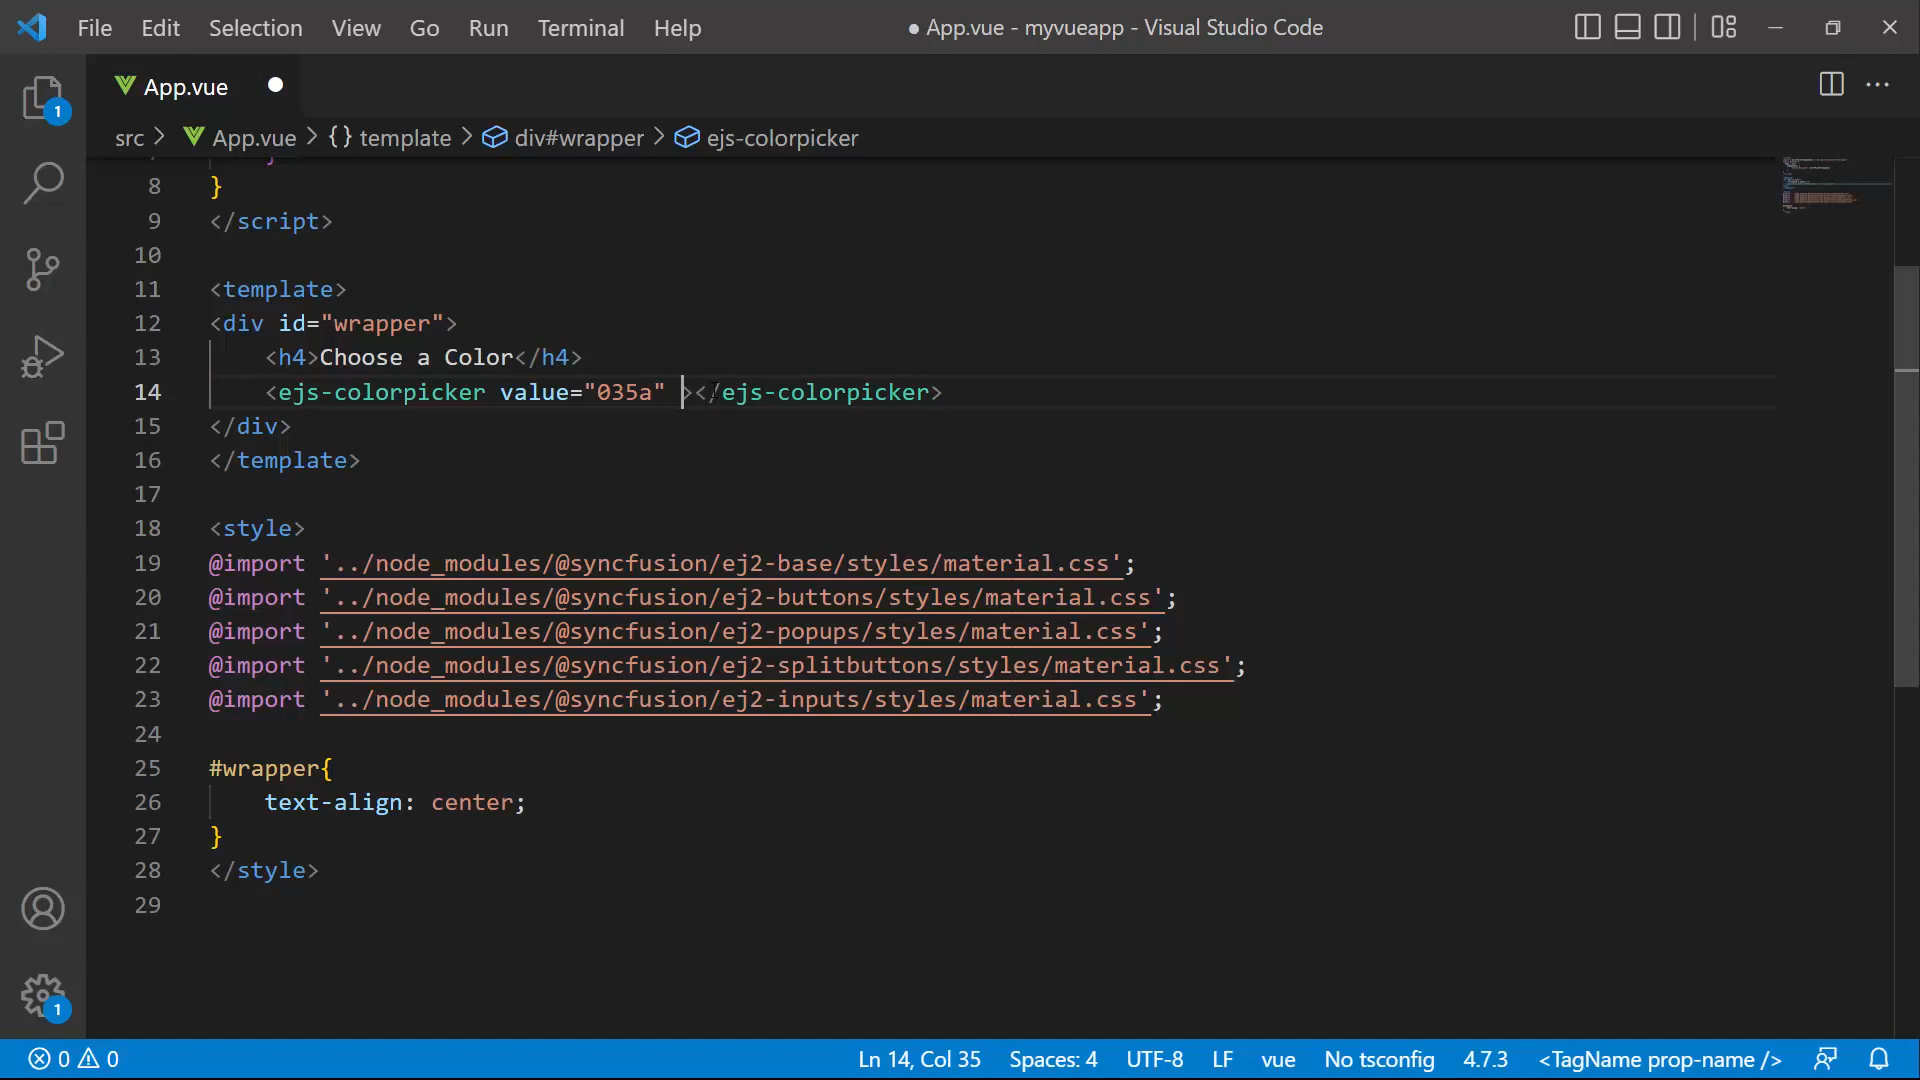 File Edit Selection View Go Run Terminal Help
● App.vue - myvueapp - Visual Studio Code
App.vue
src > App.vue > {} template > div#wrapper > ejs-colorpicker
1
8 }
9 </script>
10
11 <template>
12 <div id="wrapper">
13 <h4>Choose a Color</h4>
14 <ejs-colorpicker value="035a" ></ejs-colorpicker>
15 </div>
16 </template>
17
18 <style>
19 @import '../node_modules/@syncfusion/ej2-base/styles/material.css';
20 @import '../node_modules/@syncfusion/ej2-buttons/styles/material.css';
21 @import '../node_modules/@syncfusion/ej2-popups/styles/material.css';
22 @import '../node_modules/@syncfusion/ej2-splitbuttons/styles/material.css';
23 @import '../node_modules/@syncfusion/ej2-inputs/styles/material.css';
24
25 #wrapper{
26 text-align: center;
27 }
28 </style>
29
1
0 0 Ln 14, Col 35 Spaces: 4 UTF-8 LF vue No tsconfig 4.7.3 <TagName prop-name />